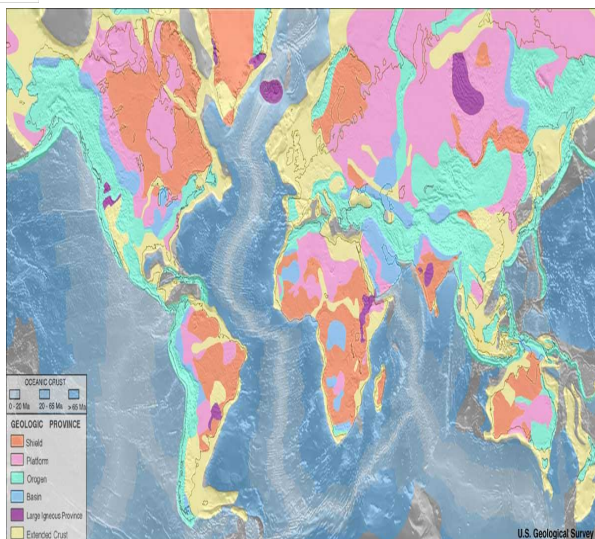 OCEANIC CRUST
0-20 Ma 20-65 Ma >65 Ma
GEOLOGIC PROVINCE
Shield
Platform
Orogen
Basin
Large Igneous Province
Extended Crust
U.S. Geological Survey